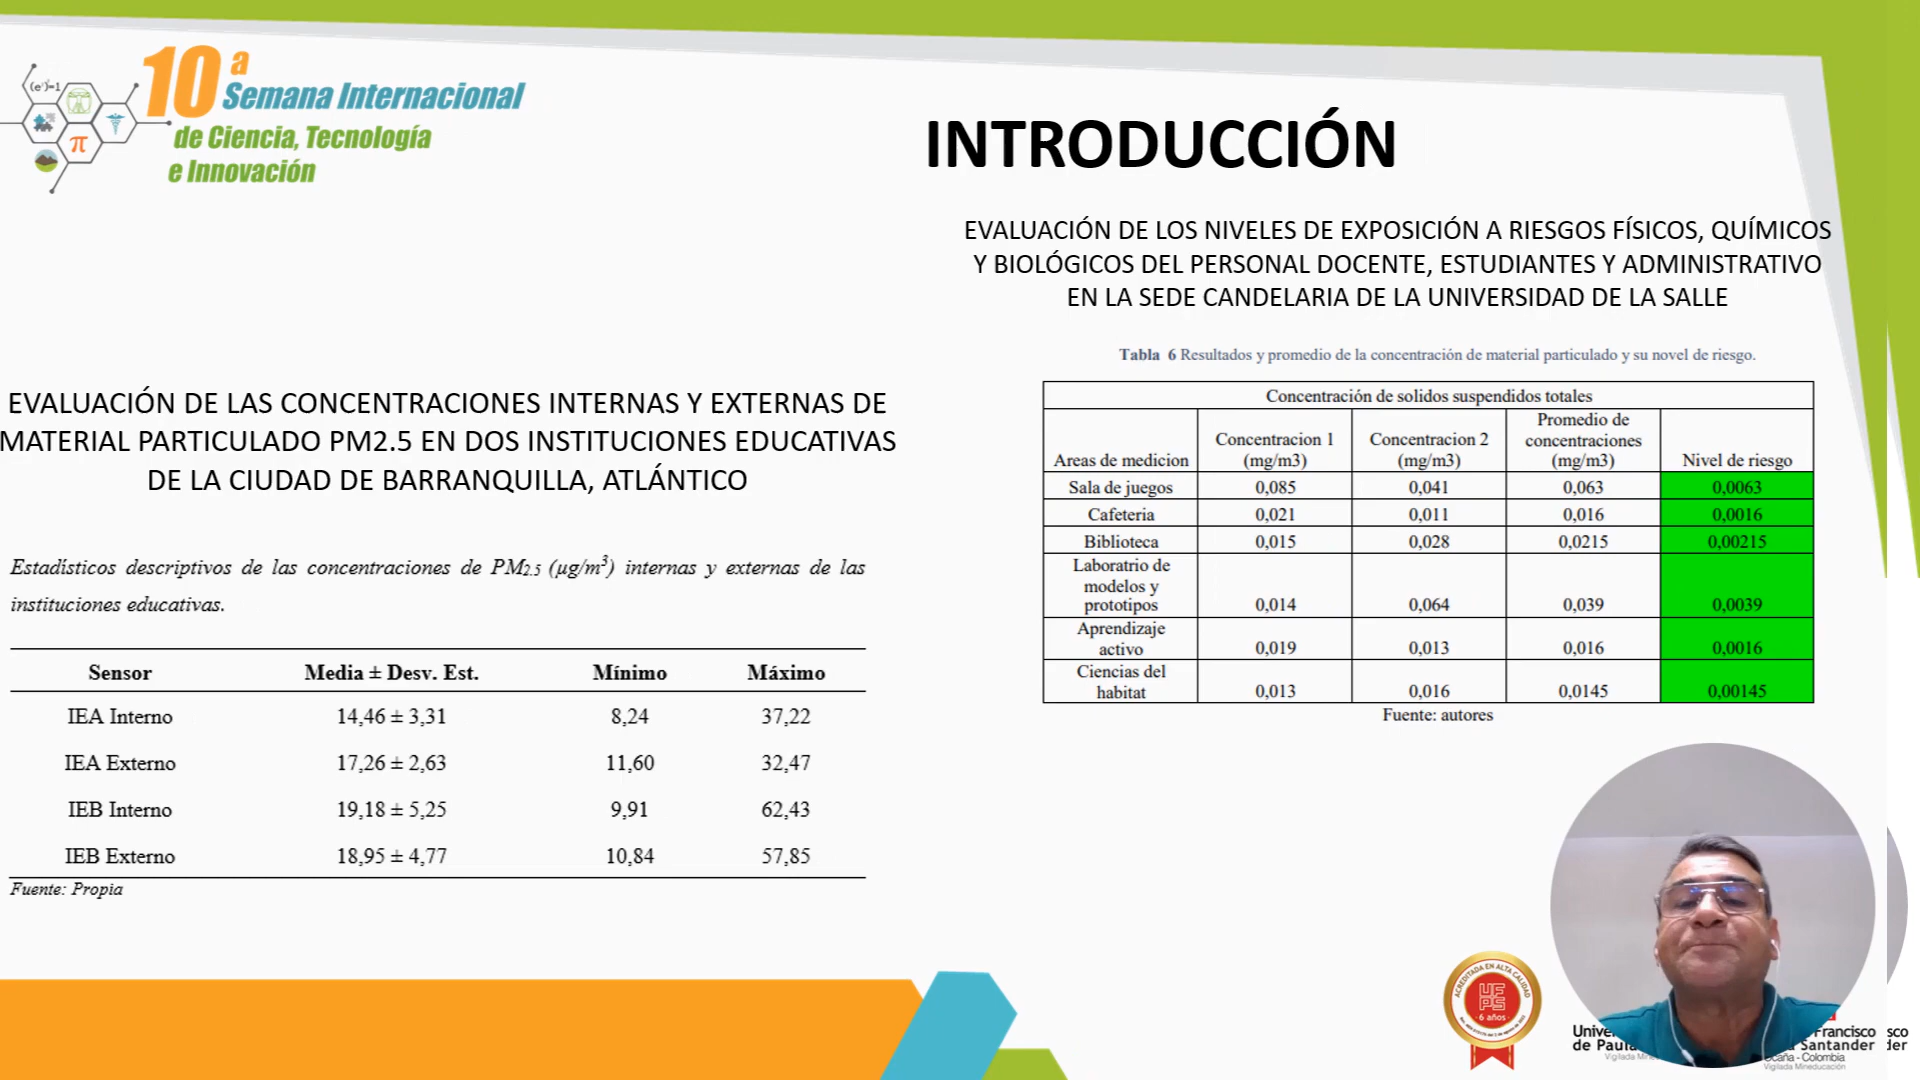 (e^i)=1
π
10ª
Semana Internacional
de Ciencia, Tecnología
e Innovación
INTRODUCCIÓN
EVALUACIÓN DE LAS CONCENTRACIONES INTERNAS Y EXTERNAS DE
MATERIAL PARTICULADO PM2.5 EN DOS INSTITUCIONES EDUCATIVAS
DE LA CIUDAD DE BARRANQUILLA, ATLÁNTICO
Estadísticos descriptivos de las concentraciones de PM2.5 (µg/m³) internas y externas de las
instituciones educativas.
Sensor Media ± Desv. Est. Mínimo Máximo
IEA Interno 14,46 ± 3,31 8,24 37,22
IEA Externo 17,26 ± 2,63 11,60 32,47
IEB Interno 19,18 ± 5,25 9,91 62,43
IEB Externo 18,95 ± 4,77 10,84 57,85
Fuente: Propia
EVALUACIÓN DE LOS NIVELES DE EXPOSICIÓN A RIESGOS FÍSICOS, QUÍMICOS
Y BIOLÓGICOS DEL PERSONAL DOCENTE, ESTUDIANTES Y ADMINISTRATIVO
EN LA SEDE CANDELARIA DE LA UNIVERSIDAD DE LA SALLE
Tabla 6 Resultados y promedio de la concentración de material particulado y su novel de riesgo.
Concentración de solidos suspendidos totales
Areas de medicion Concentracion 1 (mg/m3) Concentracion 2 (mg/m3) Promedio de concentraciones (mg/m3) Nivel de riesgo
Sala de juegos 0,085 0,041 0,063 0,0063
Cafeteria 0,021 0,011 0,016 0,0016
Biblioteca 0,015 0,028 0,0215 0,00215
Laboratrio de modelos y prototipos 0,014 0,064 0,039 0,0039
Aprendizaje activo 0,019 0,013 0,016 0,0016
Ciencias del habitat 0,013 0,016 0,0145 0,00145
Fuente: autores
ACREDITADA EN ALTA CALIDAD
UF
PS
6 años
Francisco
Santander
Ocaña - Colombia
Vigilada Mineducación